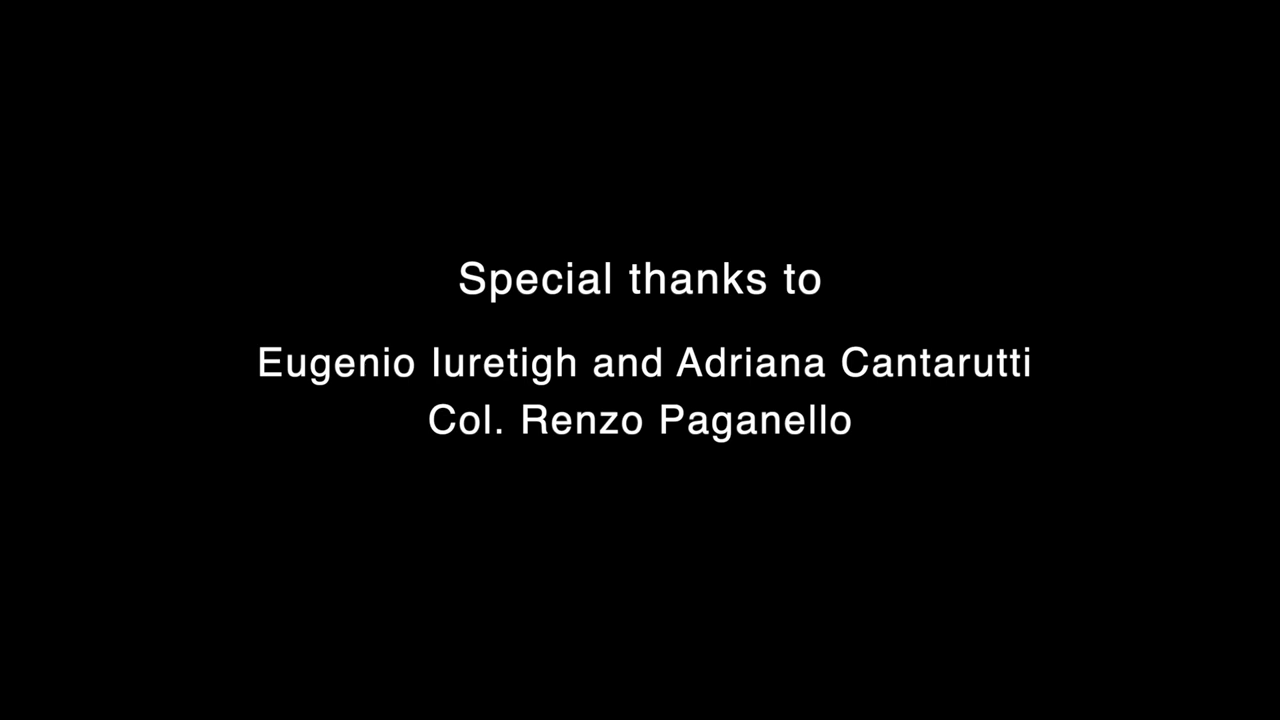 Special thanks to
Eugenio Iuretigh and Adriana Cantarutti
Col. Renzo Paganello